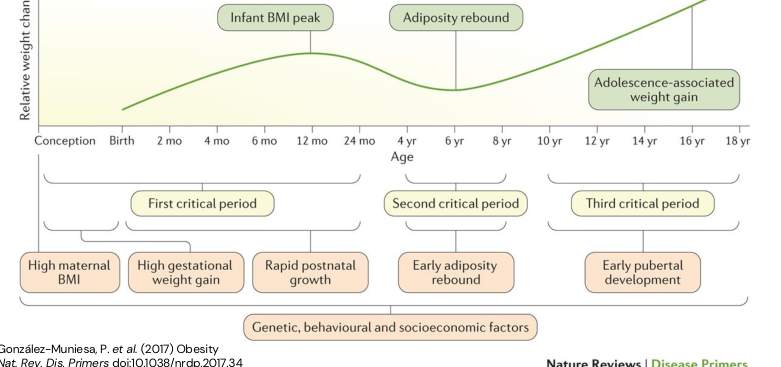 Relative weight chan
Infant BMI peak
Adiposity rebound
Adolescence-associated
weight gain
Conception Birth 2 mo 4 mo 6 mo 12 mo 24 mo 4 yr 6 yr 8 yr 10 yr 12 yr 14 yr 16 yr 18 yr
Age
First critical period
Second critical period
Third critical period
High maternal
BMI
High gestational
weight gain
Rapid postnatal
growth
Early adiposity
rebound
Early pubertal
development
Genetic, behavioural and socioeconomic factors
González-Muniesa, P. et al. (2017) Obesity
Nat. Rev. Dis. Primers doi:10.1038/nrdp.2017.34
Nature Reviews | Disease Primers